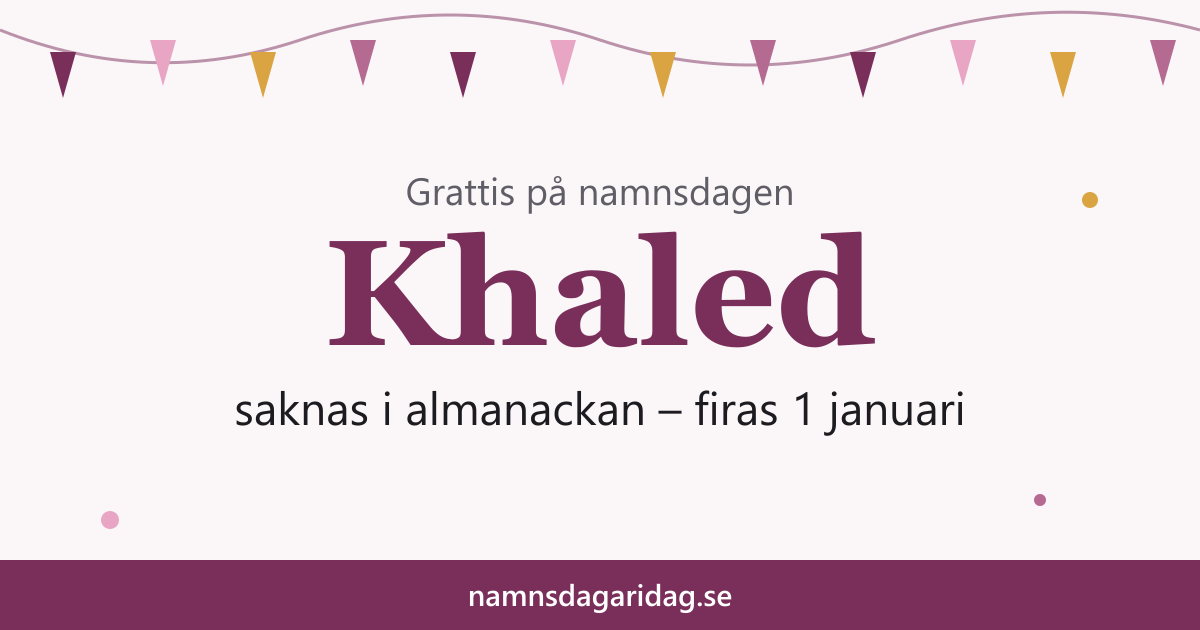 Grattis på namnsdagen
Khaled
saknas i almanackan – firas 1 januari
namnsdagaridag.se